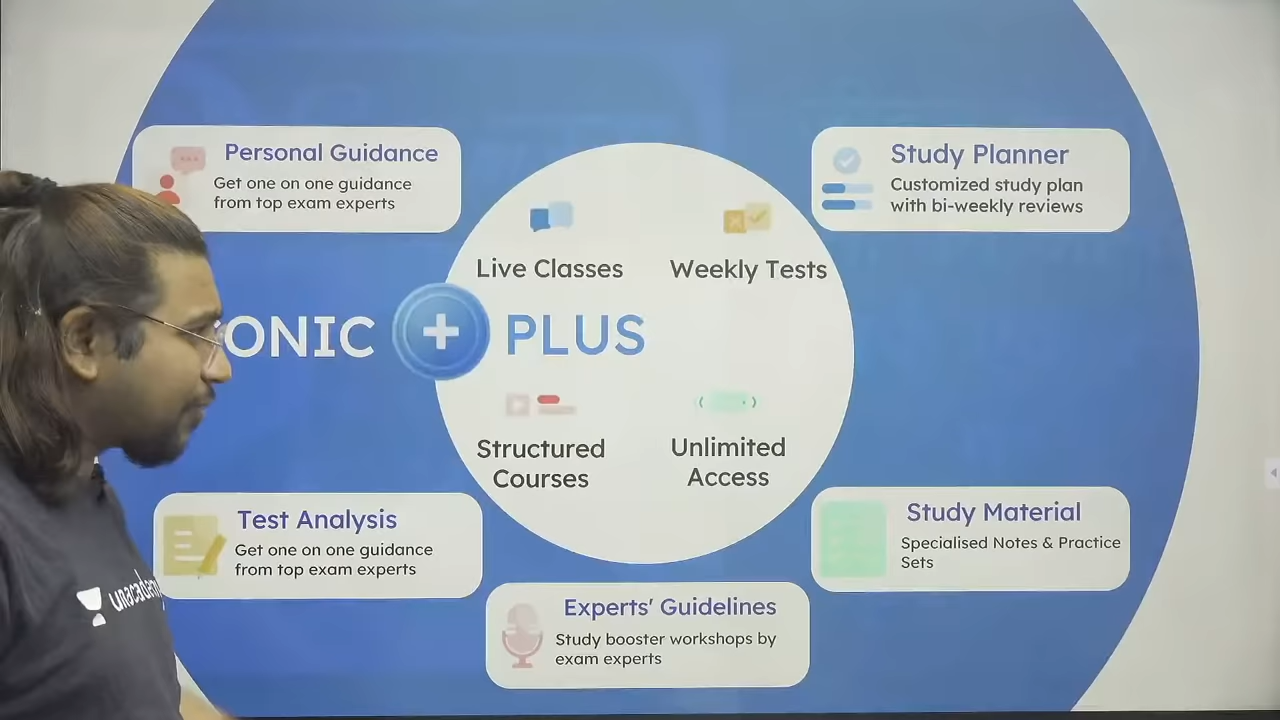 Personal Guidance
Get one on one guidance
from top exam experts
Study Planner
Customized study plan
with bi-weekly reviews
Live Classes
Weekly Tests
ONIC + PLUS
Structured
Courses
Unlimited
Access
Test Analysis
Get one on one guidance
from top exam experts
Study Material
Specialised Notes & Practice
Sets
Experts' Guidelines
Study booster workshops by
exam experts
unacademy